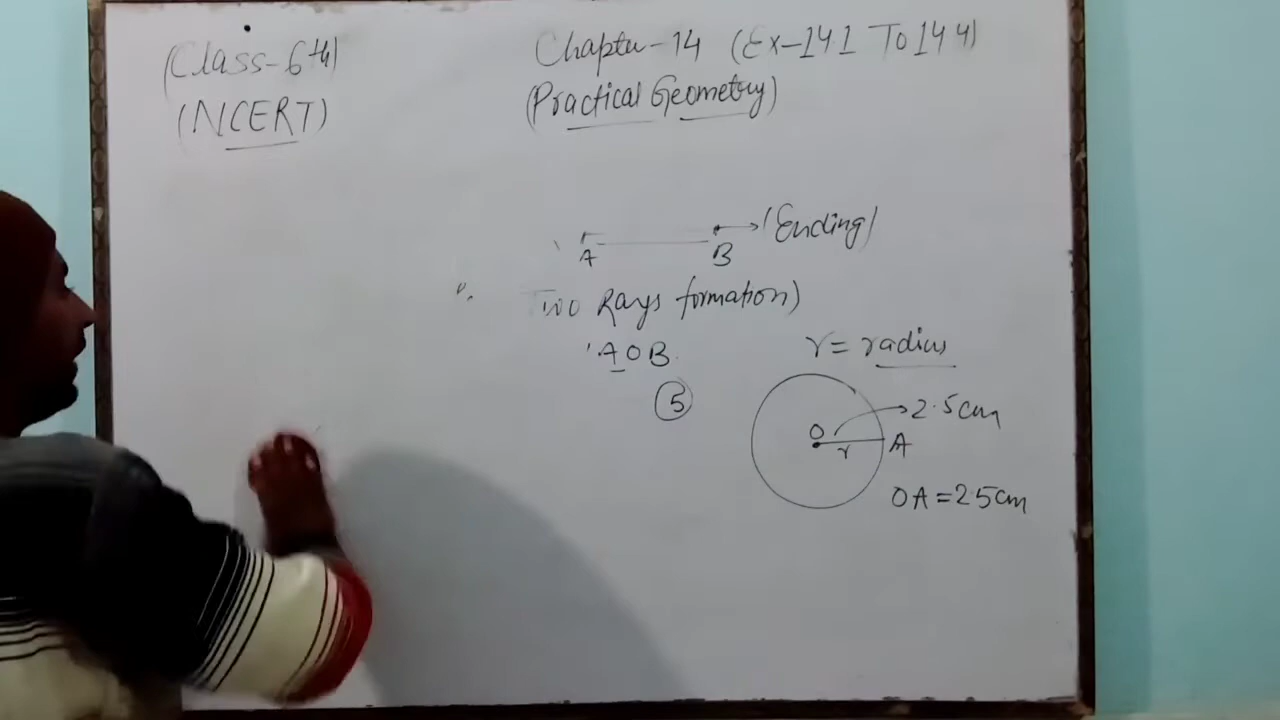 (Class-6th)
(NCERT)
Chapter-14 (Ex-14.1 To 14.4)
(Practical Geometry)
A B (Ending)
Two Rays formation)
AOB
5
r = radius
2.5cm
O r A
OA = 2.5cm